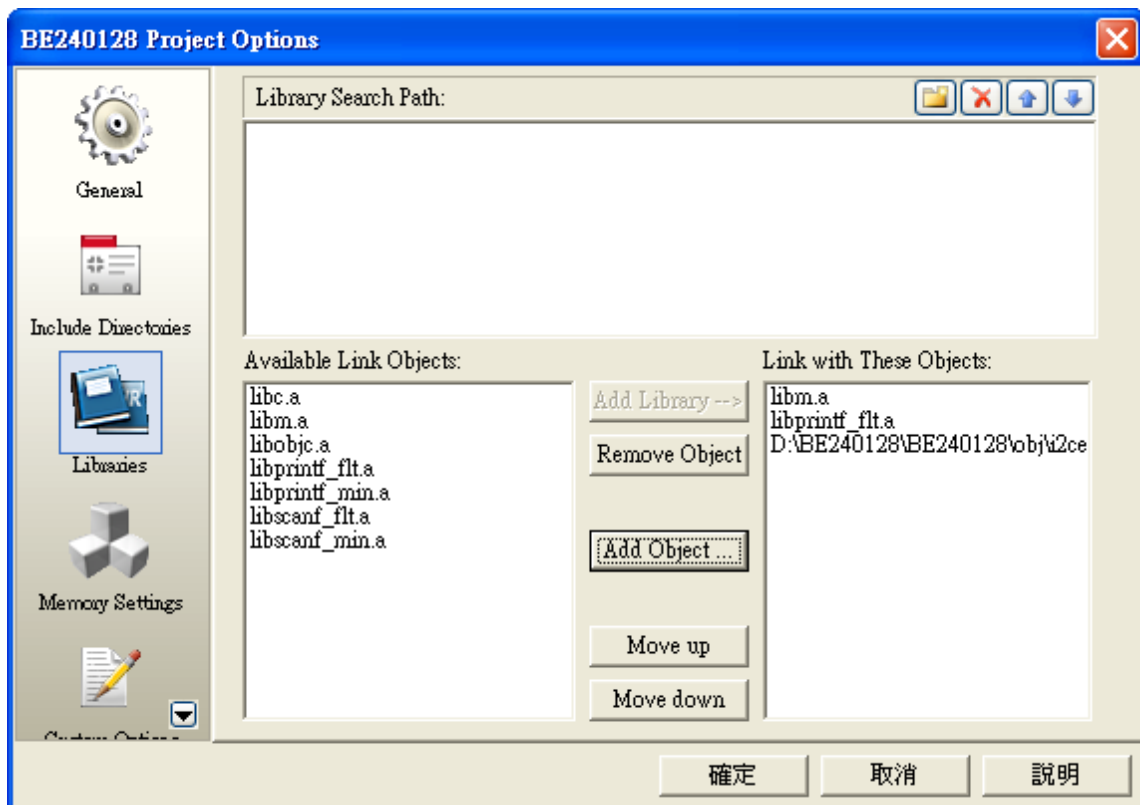 BE240128 Project Options
Library Search Path:
General
Include Directories
Libraries
Memory Settings
Available Link Objects:
libc.a
libm.a
libobjc.a
libprintf_flt.a
libprintf_min.a
libscanf_flt.a
libscanf_min.a
Add Library -->
Remove Object
Add Object ...
Move up
Move down
Link with These Objects:
libm.a
libprintf_flt.a
D:\BE240128\BE240128\obj\i2ce
確定
取消
說明